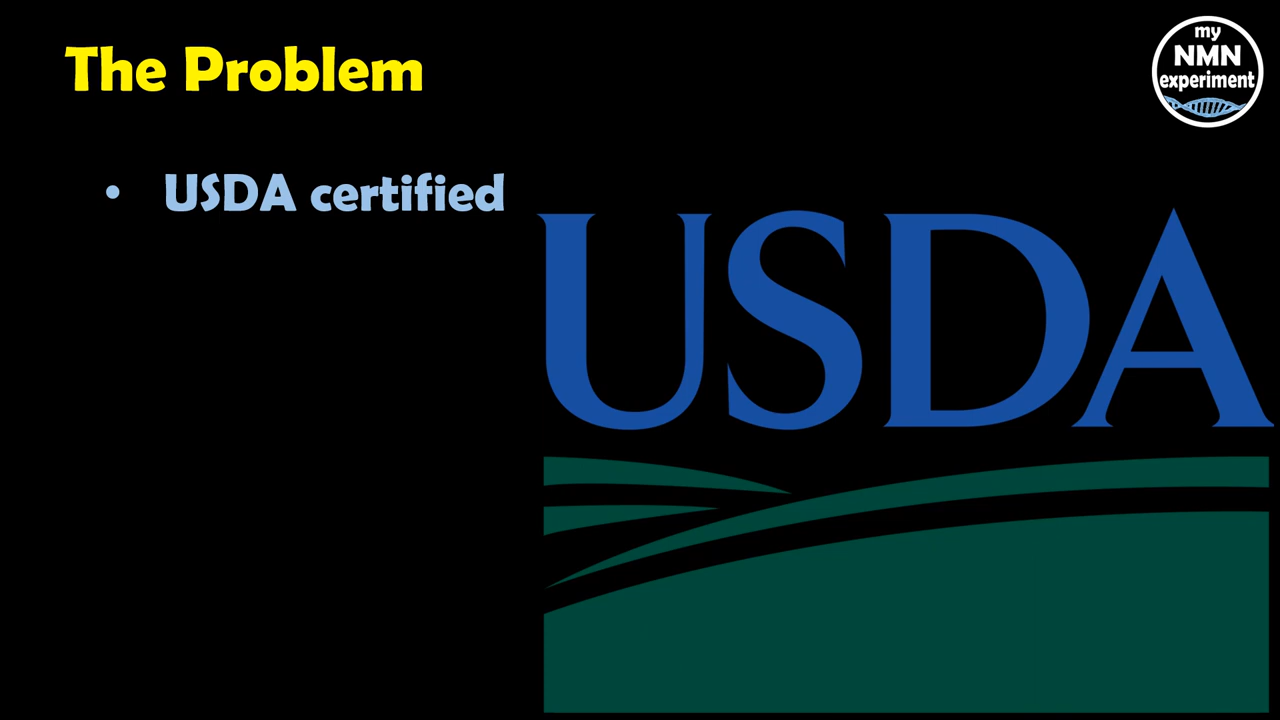 The Problem
my
NMN
experiment
• USDA certified
USDA